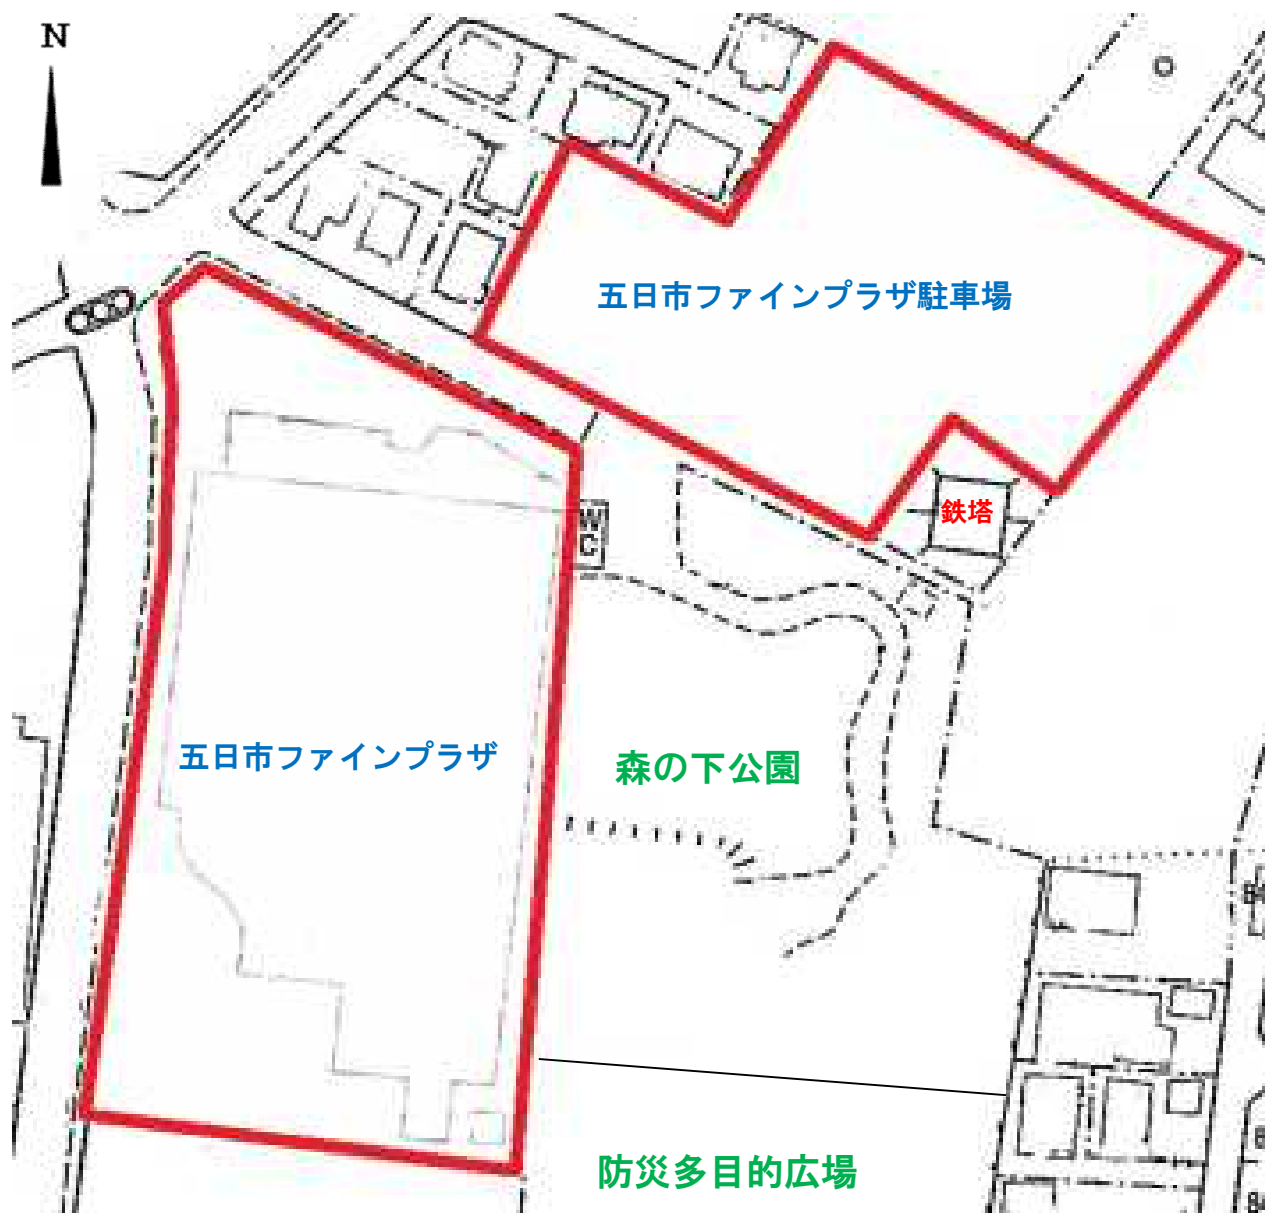 N
五日市ファインプラザ駐車場
鉄塔
五日市ファインプラザ
森の下公園
防災多目的広場